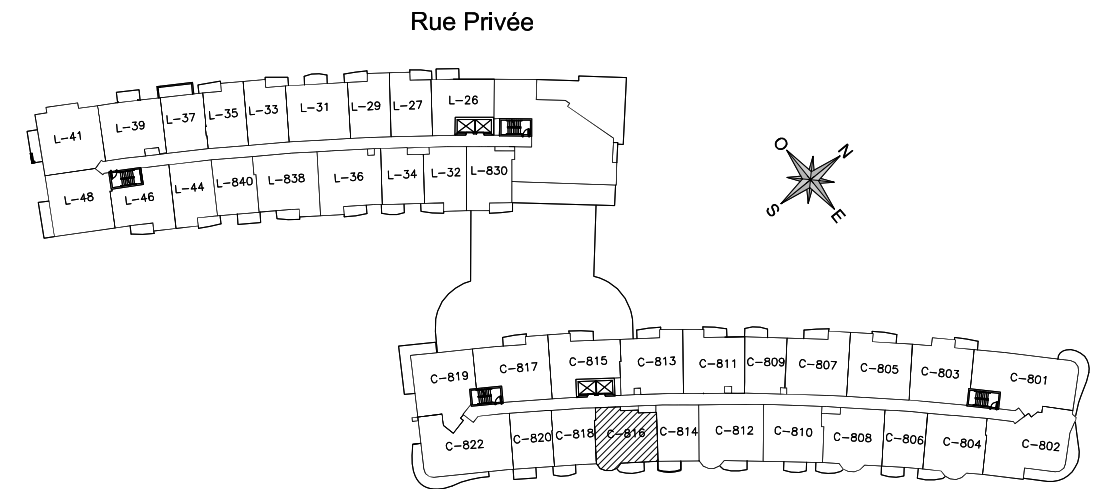 Rue Privée
L-41
L-39
L-37
L-35
L-33
L-31
L-29
L-27
L-26
L-48
L-46
L-44
L-840
L-838
L-36
L-34
L-32
L-830
O
N
S
E
C-819
C-817
C-815
C-813
C-811
C-809
C-807
C-805
C-803
C-801
C-822
C-820
C-818
C-816
C-814
C-812
C-810
C-808
C-806
C-804
C-802